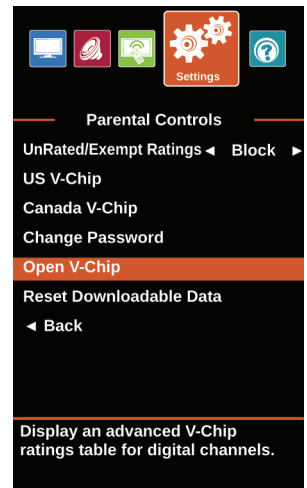 Settings
Parental Controls
UnRated/Exempt Ratings ◄ Block ►
US V-Chip
Canada V-Chip
Change Password
Open V-Chip
Reset Downloadable Data
◄ Back
Display an advanced V-Chip
ratings table for digital channels.